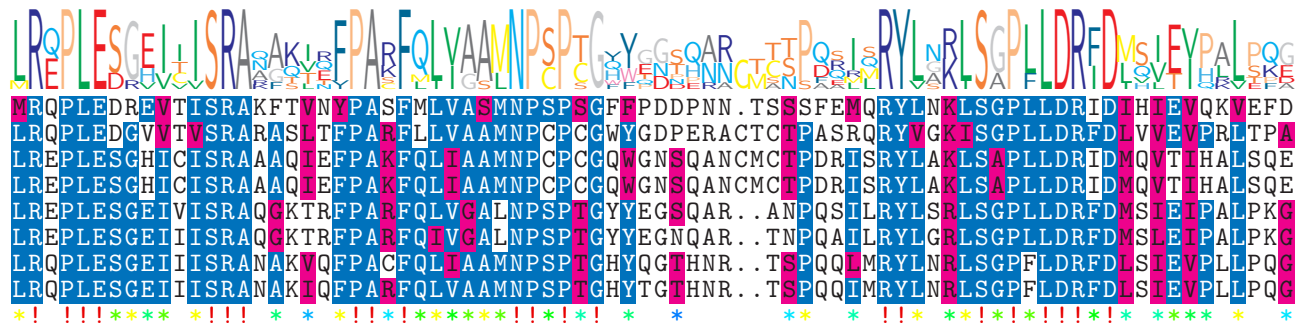 MRQPLEDREVTISRAKFTVNYPASFMLVASMNPSPSGFFPDDPNN.TSSSFEMQRYLNKLSGPLLDRIDIHIEVQKVEFD
LRQPLEDGVVTVSRARASLTFPARFLLVAAMNPCPCGWYGDPERACTCTPASRQRYVGKISGPLLDRFDLVVEVPRLTPA
LREPLESGHICISRAAAQIEFPAKFQLIAAMNPCPCGQWGNSQANCMCTPDRISRYLAKLSAPLLDRIDMQVTIHALSQE
LREPLESGHICISRAAAQIEFPAKFQLIAAMNPCPCGQWGNSQANCMCTPDRISRYLAKLSAPLLDRIDMQVTIHALSQE
LREPLESGEIVISRAQGKTRFPARFQLVGALNPSPTGYYEGSQAR..ANPQSILRYLSRLSGPLLDRFDMSIEIPALPKG
LREPLESGEIIISRAQGKTRFPARFQIVGALNPSPTGYYEGNQAR..TNPQAILRYLGRLSGPLLDRFDMSLEIPALPKG
LRQPLESGEIIISRANAKVQFPACFQLIAAMNPSPTGHYQGTHNR..TSPQQLMRYLNRLSGPFLDRFDLSIEVPLLPQG
LRQPLESGEIIISRANAKIQFPARFQLVAAMNPSPTGHYTGTHNR..TSPQQIMRYLNRLSGPFLDRFDLSIEVPLLPQG